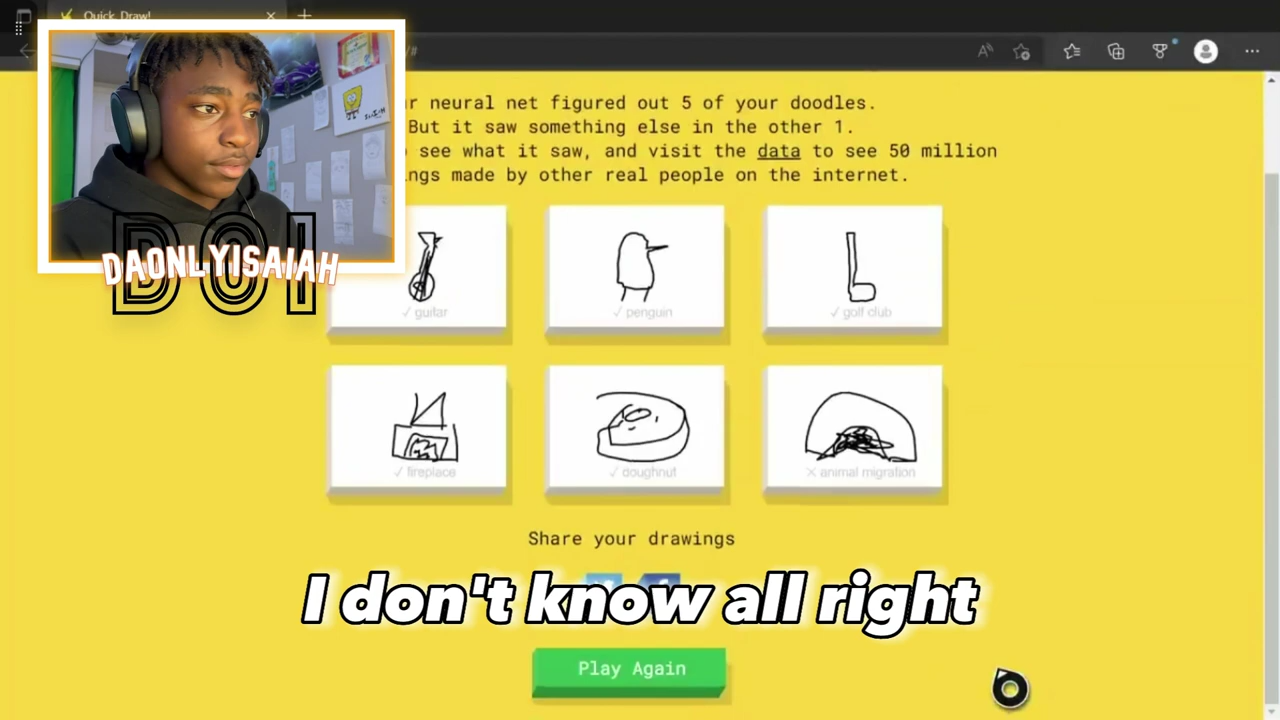 Quick Draw!
/#
r neural net figured out 5 of your doodles.
But it saw something else in the other 1.
see what it saw, and visit the data to see 50 million
ngs made by other real people on the internet.
DOI
DAONLYISAIAH
✓ guitar
✓ penguin
✓ golf club
✓ fireplace
✓ doughnut
✕ animal migration
Share your drawings
I don't know all right
Play Again